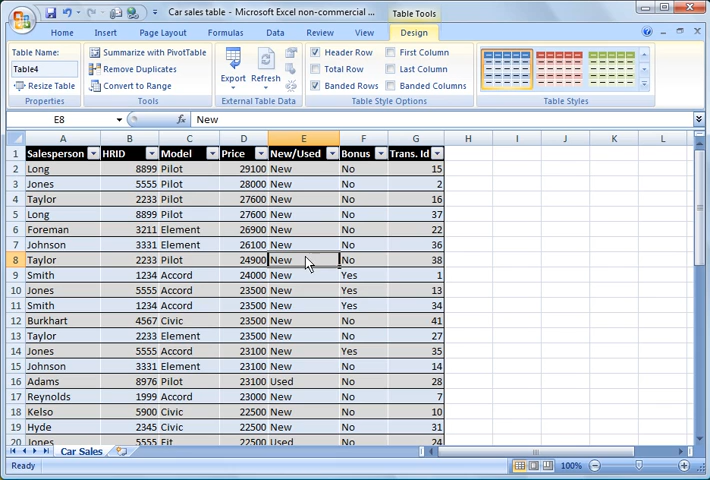 Car sales table - Microsoft Excel non-commercial ...
Table Tools
Home Insert Page Layout Formulas Data Review View Design
Table Name:
Table4
Resize Table
Properties
Summarize with PivotTable
Remove Duplicates
Convert to Range
Tools
Export Refresh
External Table Data
Header Row First Column
Total Row Last Column
Banded Rows Banded Columns
Table Style Options
Table Styles
E8 fx New
A B C D E F G H I J K L
1 Salesperson HRID Model Price New/Used Bonus Trans. Id
2 Long 8899 Pilot 29100 New No 15
3 Jones 5555 Pilot 28000 New No 2
4 Taylor 2233 Pilot 27600 New No 16
5 Long 8899 Pilot 27600 New No 37
6 Foreman 3211 Element 26900 New No 22
7 Johnson 3331 Element 26100 New No 36
8 Taylor 2233 Pilot 24900 New No 38
9 Smith 1234 Accord 24000 New Yes 1
10 Jones 5555 Accord 23500 New Yes 13
11 Smith 1234 Accord 23500 New Yes 34
12 Burkhart 4567 Civic 23500 New No 41
13 Taylor 2233 Element 23500 New No 27
14 Jones 5555 Accord 23100 New Yes 35
15 Johnson 3331 Element 23100 New No 14
16 Adams 8976 Pilot 23100 Used No 28
17 Reynolds 1999 Accord 23000 New No 7
18 Kelso 5900 Civic 22500 New No 10
19 Hyde 2345 Civic 22500 New No 31
20 Jones 5555 Fit 22500 Used No 24
Car Sales
Ready 100%